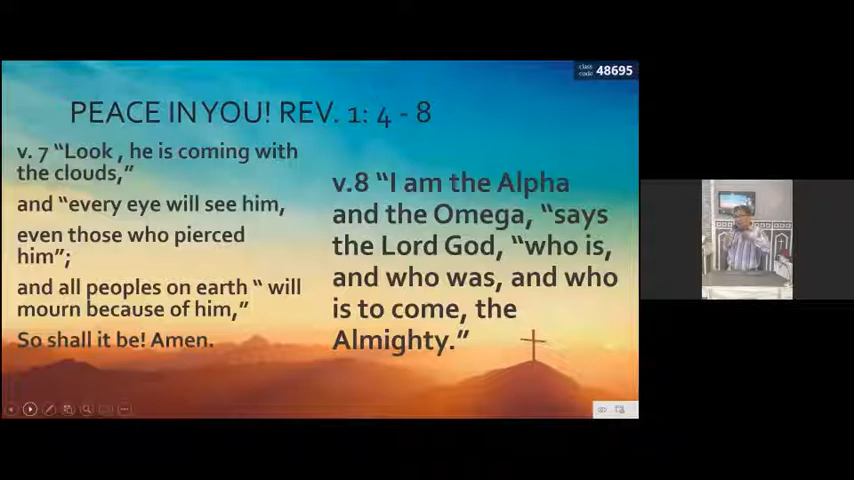 class
code 48695
PEACE IN YOU! REV. 1: 4 - 8
v. 7 “Look , he is coming with
the clouds,”
and “every eye will see him,
even those who pierced
him”;
and all peoples on earth “ will
mourn because of him,”
So shall it be! Amen.
v.8 “I am the Alpha
and the Omega, “says
the Lord God, “who is,
and who was, and who
is to come, the
Almighty.”